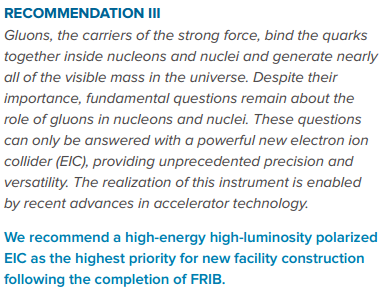 RECOMMENDATION III
Gluons, the carriers of the strong force, bind the quarks
together inside nucleons and nuclei and generate nearly
all of the visible mass in the universe. Despite their
importance, fundamental questions remain about the
role of gluons in nucleons and nuclei. These questions
can only be answered with a powerful new electron ion
collider (EIC), providing unprecedented precision and
versatility. The realization of this instrument is enabled
by recent advances in accelerator technology.
We recommend a high-energy high-luminosity polarized
EIC as the highest priority for new facility construction
following the completion of FRIB.